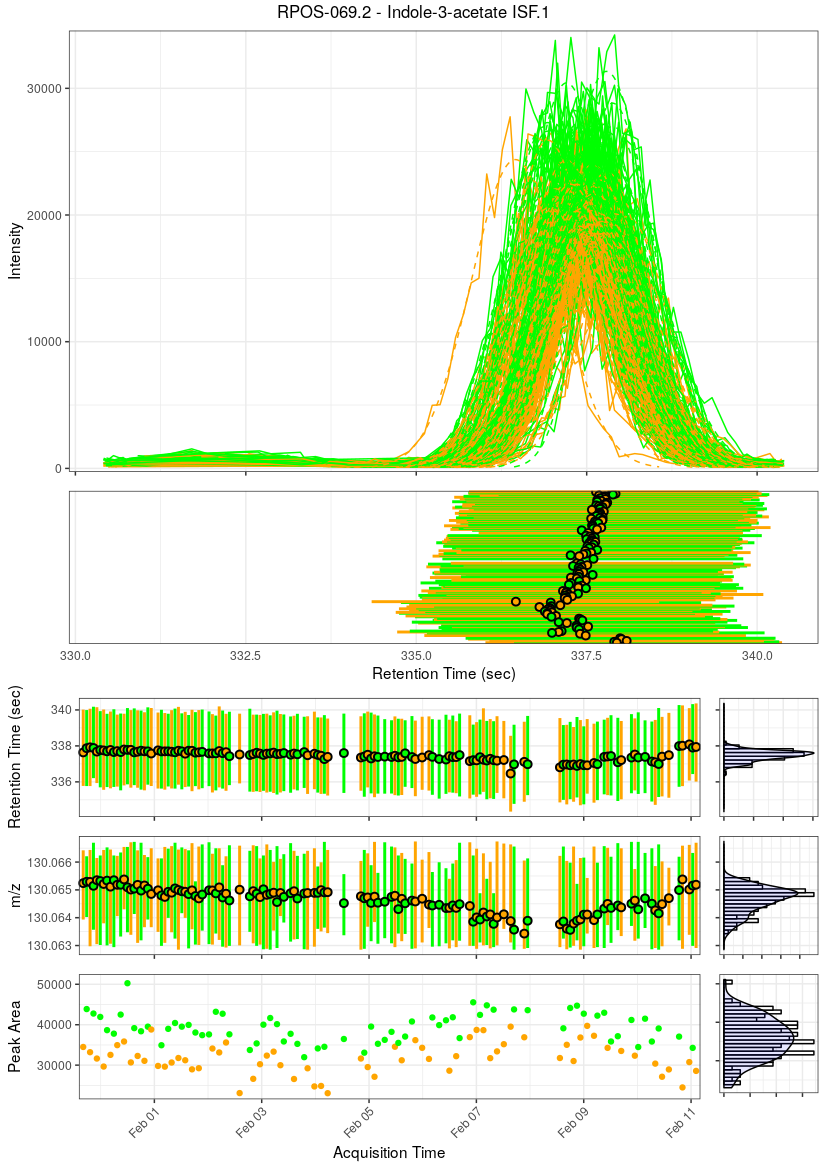 RPOS-069.2 - Indole-3-acetate ISF.1
30000
20000
10000
0
Intensity
330.0
332.5
335.0
337.5
340.0
Retention Time (sec)
340
338
336
Retention Time (sec)
130.066
130.065
130.064
130.063
m/z
50000
40000
30000
Peak Area
Feb 01
Feb 03
Feb 05
Feb 07
Feb 09
Feb 11
Acquisition Time